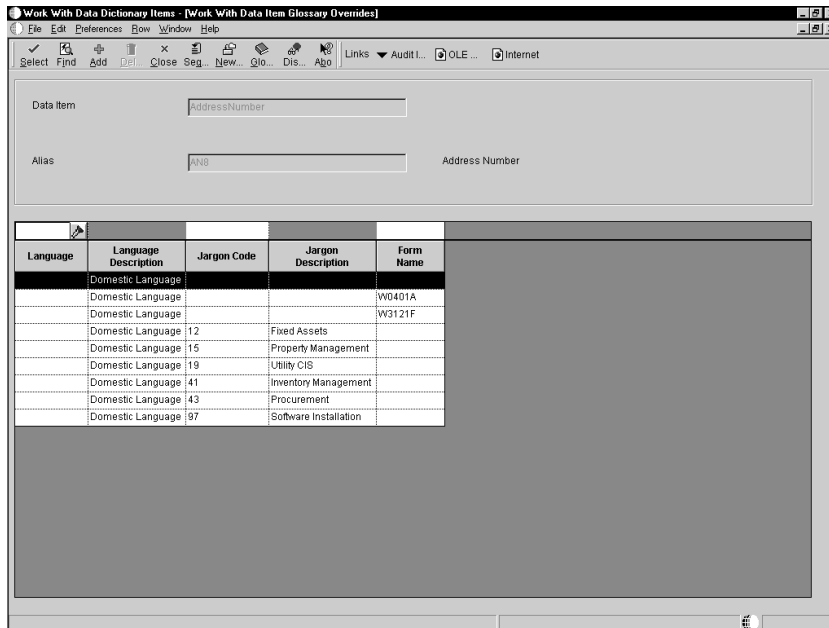 Work With Data Dictionary Items - [Work With Data Item Glossary Overrides]
File Edit Preferences Row Window Help
Select Find Add Del... Close Seg... New... Glo... Dis... Abo Links Audit I... OLE ... Internet
Data Item AddressNumber
Alias AN8 Address Number
Language Language Description Jargon Code Jargon Description Form Name
Domestic Language
Domestic Language W0401A
Domestic Language W3121F
Domestic Language 12 Fixed Assets
Domestic Language 15 Property Management
Domestic Language 19 Utility CIS
Domestic Language 41 Inventory Management
Domestic Language 43 Procurement
Domestic Language 97 Software Installation